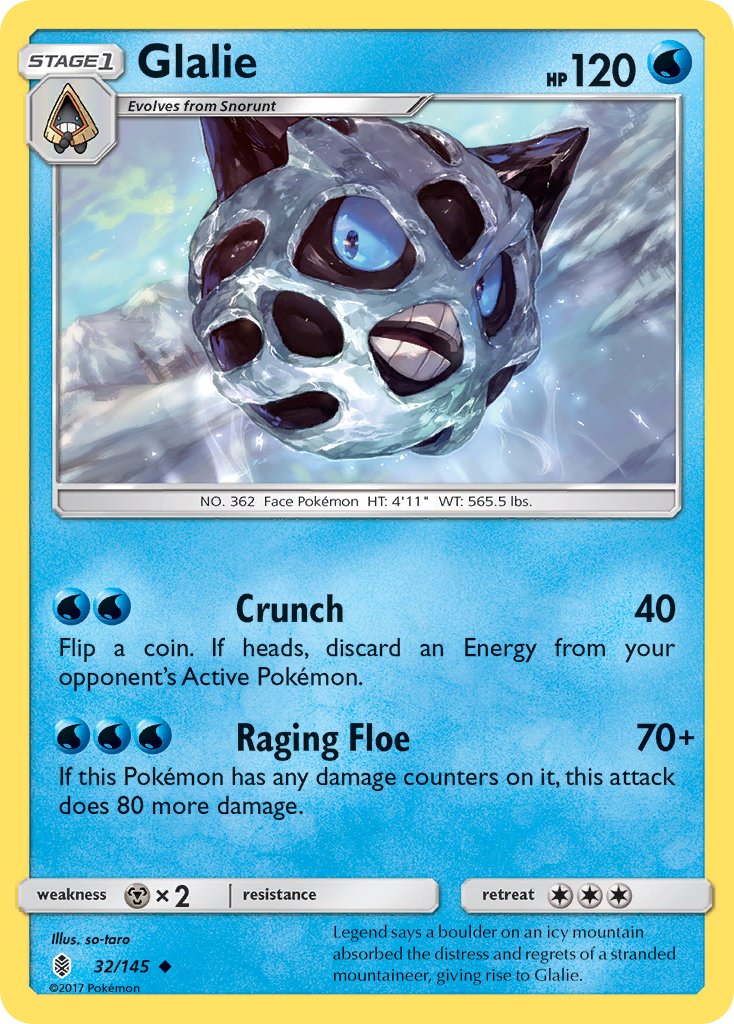 STAGE1
Glalie
HP 120
Evolves from Snorunt
NO. 362 Face Pokémon HT: 4'11" WT: 565.5 lbs.
Crunch 40
Flip a coin. If heads, discard an Energy from your
opponent's Active Pokémon.
Raging Floe 70+
If this Pokémon has any damage counters on it, this attack
does 80 more damage.
weakness ×2 resistance retreat
Illus. so-taro
32/145
©2017 Pokémon
Legend says a boulder on an icy mountain
absorbed the distress and regrets of a stranded
mountaineer, giving rise to Glalie.